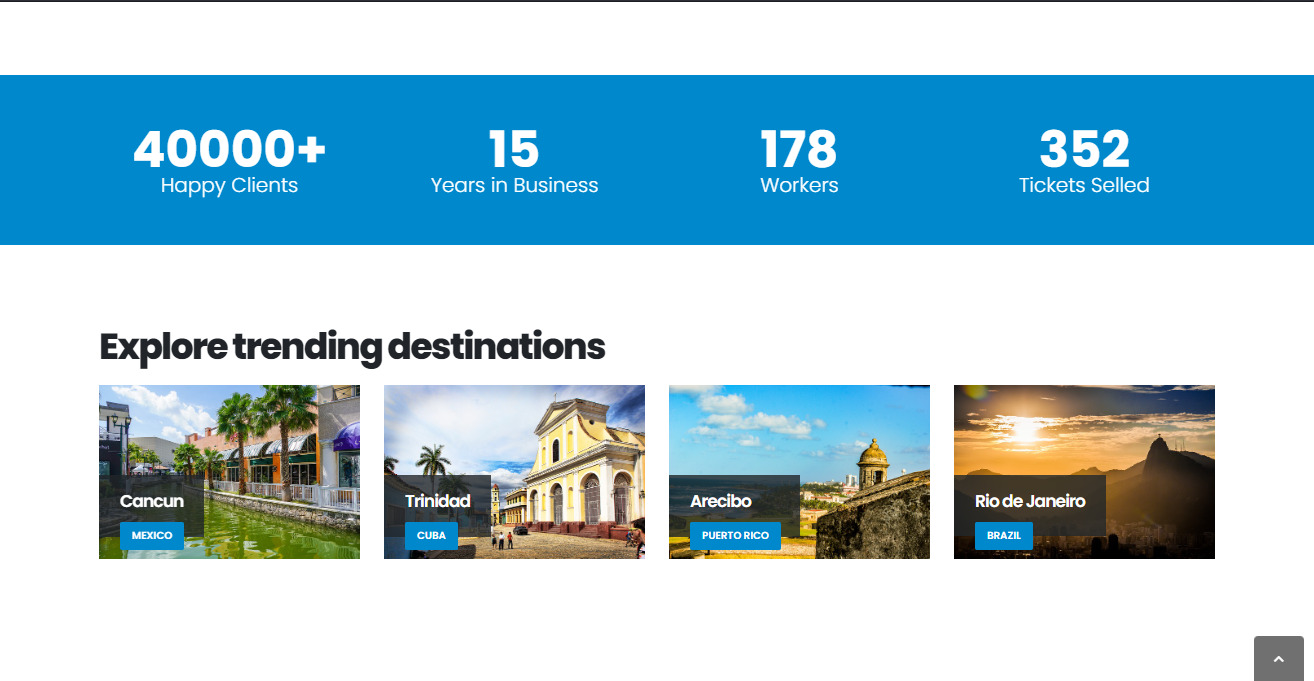 40000+
Happy Clients
15
Years in Business
178
Workers
352
Tickets Selled
Explore trending destinations
Cancun
MEXICO
Trinidad
CUBA
Arecibo
PUERTO RICO
Rio de Janeiro
BRAZIL